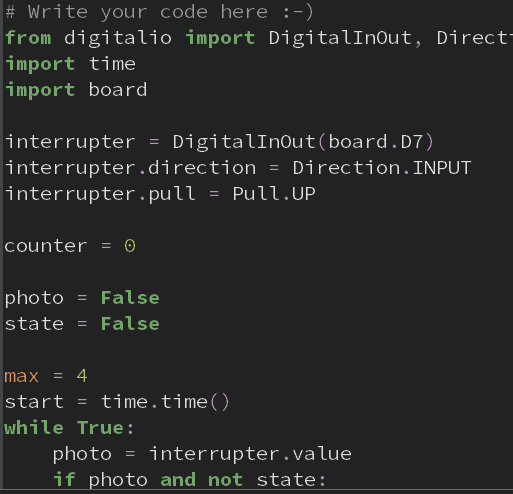 # Write your code here :-)
from digitalio import DigitalInOut, Direct
import time
import board

interrupter = DigitalInOut(board.D7)
interrupter.direction = Direction.INPUT
interrupter.pull = Pull.UP

counter = 0

photo = False
state = False

max = 4
start = time.time()
while True:
    photo = interrupter.value
    if photo and not state: